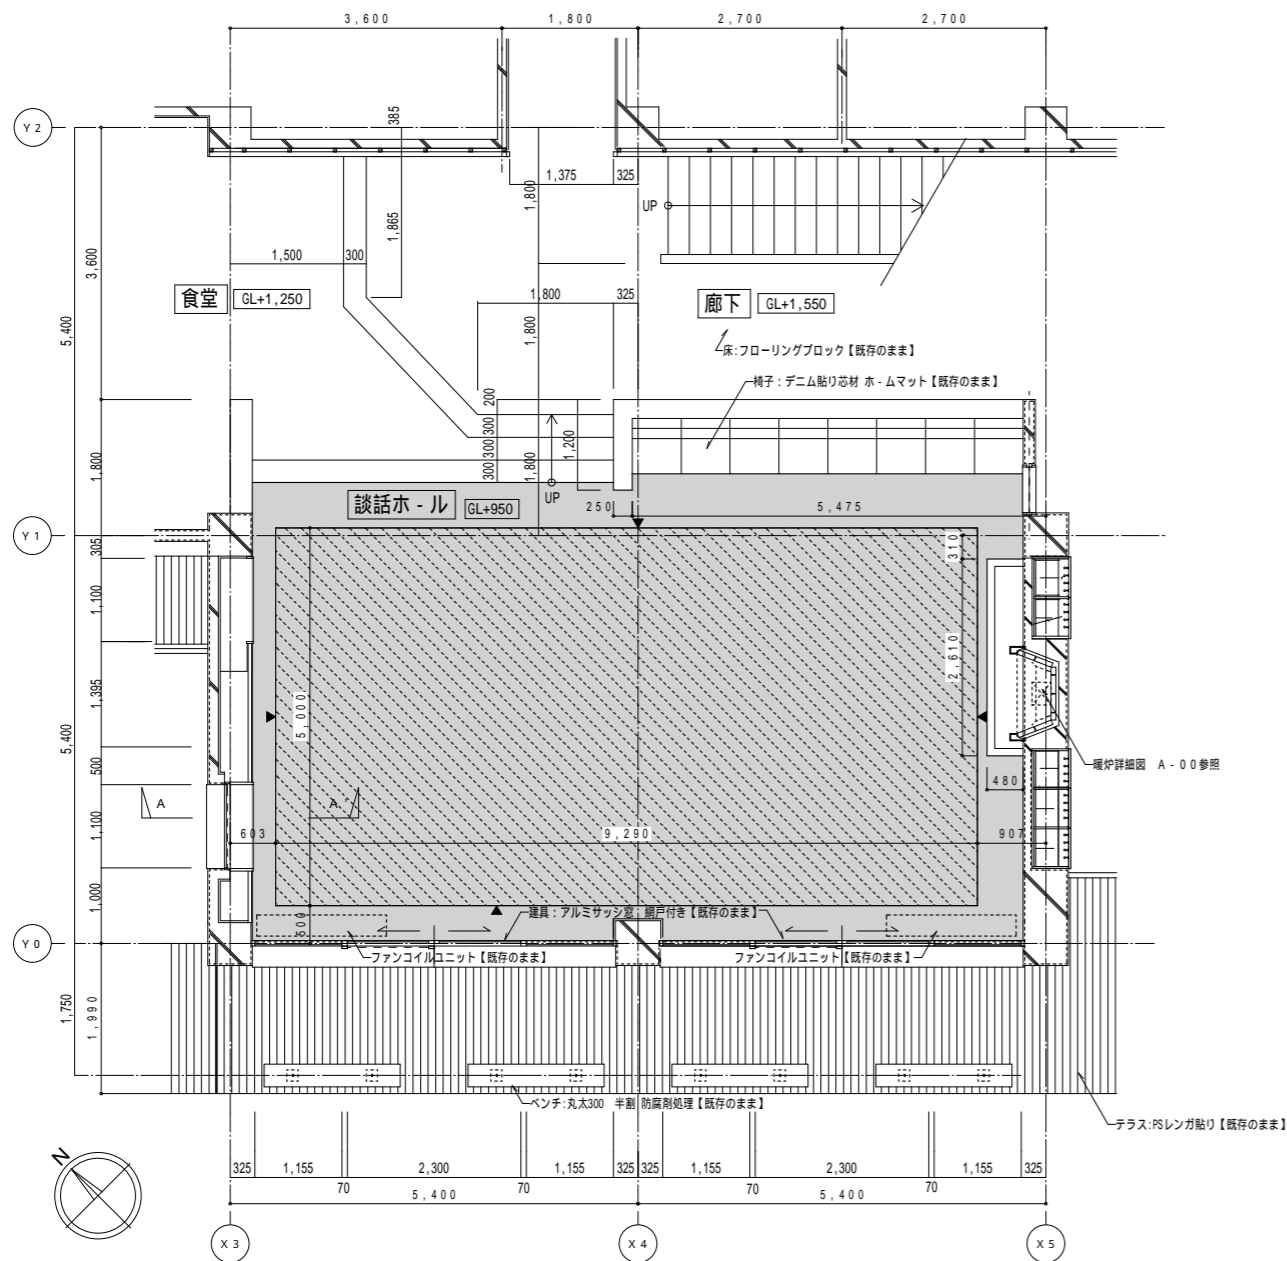 3,600
1,800
2,700
2,700
Y 2
385
1,375
325
1,800
UP
1,865
1,500
300
3,600
5,400
食堂
GL+1,250
1,800
325
廊下
GL+1,550
1,800
床:フローリングブロック【既存のまま】
椅子：デニム貼り芯材 ホ-ムマット【既存のまま】
200
300
300
300
1,800
1,200
1,800
UP
談話ホ-ル
GL+950
250
5,475
Y 1
305
310
1,100
2,610
1,395
5,000
5,400
500
暖炉詳細図 A-00参照
480
A
A
1,100
603
9,290
907
1,000
500
建具：アルミサッシ窓 網戸付き【既存のまま】
Y 0
ファンコイルユニット【既存のまま】
ファンコイルユニット【既存のまま】
1,750
1,990
ベンチ:丸太300 半割 防腐剤処理【既存のまま】
テラス:PSレンガ貼り【既存のまま】
N
325
1,155
2,300
1,155
325
325
1,155
2,300
1,155
325
70
70
70
70
5,400
5,400
X 3
X 4
X 5